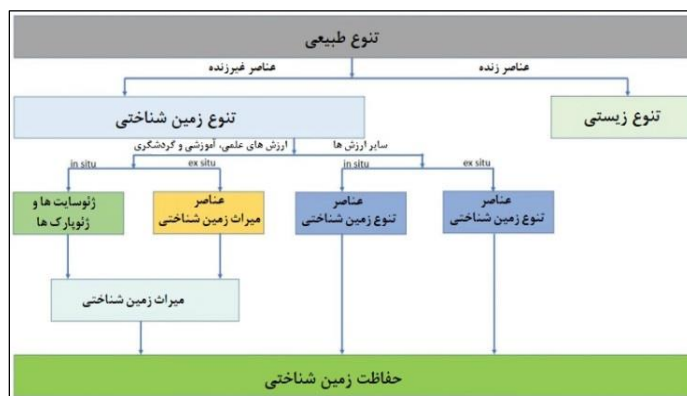 تنوع طبیعی
عناصر زنده
عناصر غیرزنده
تنوع زیستی
تنوع زمین شناختی
سایر ارزش ها
ارزش های علمی، آموزشی و گردشگری
ex situ
in situ
ex situ
in situ
عناصر
تنوع زمین شناختی
عناصر
تنوع زمین شناختی
عناصر
میراث زمین شناختی
ژئوسایت ها و
ژئوپارک ها
میراث زمین شناختی
حفاظت زمین شناختی